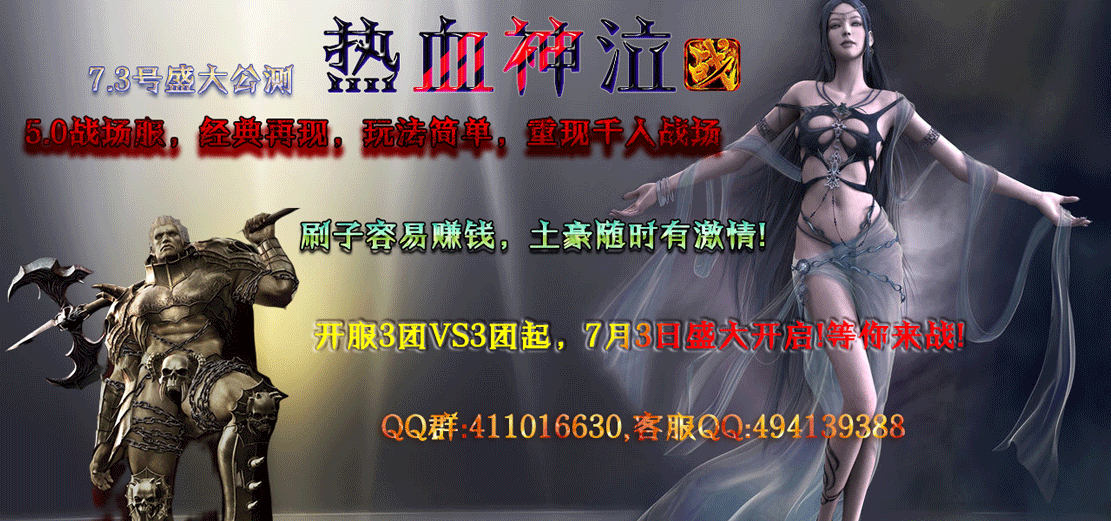 热血神泣 战
7.3号盛大公测
5.0战场服，经典再现，玩法简单，重现千人战场
刷子容易赚钱，土豪随时有激情!
开服3团VS3团起，7月3日盛大开启!等你来战!
QQ群:411016630,客服QQ:494139388